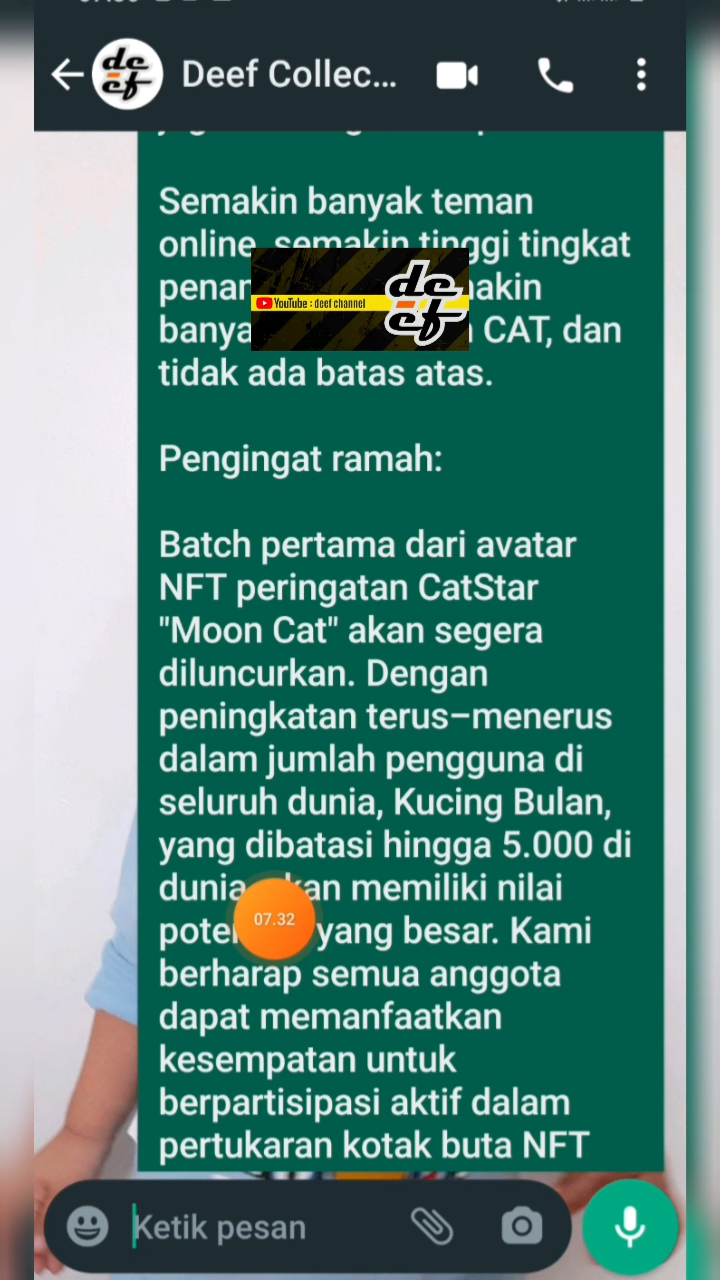 Deef Collec...
Semakin banyak teman
online, semakin tinggi tingkat
YouTube : deef channel
deef
CAT, dan
tidak ada batas atas.
Pengingat ramah:
Batch pertama dari avatar
NFT peringatan CatStar
"Moon Cat" akan segera
diluncurkan. Dengan
peningkatan terus-menerus
dalam jumlah pengguna di
seluruh dunia, Kucing Bulan,
yang dibatasi hingga 5.000 di
dunia akan memiliki nilai
07.32
yang besar. Kami
berharap semua anggota
dapat memanfaatkan
kesempatan untuk
berpartisipasi aktif dalam
pertukaran kotak buta NFT
Ketik pesan